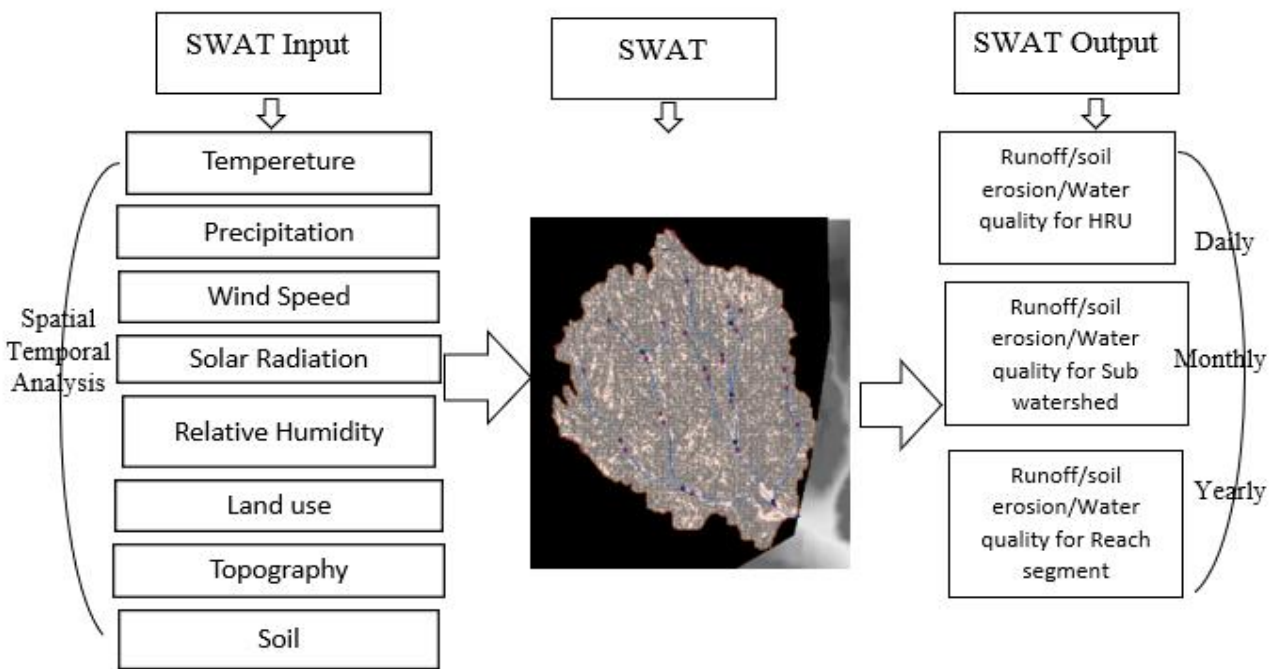 SWAT Input
SWAT
SWAT Output
Tempereture
Precipitation
Wind Speed
Solar Radiation
Relative Humidity
Land use
Topography
Soil
Spatial
Temporal
Analysis
Runoff/soil
erosion/Water
quality for HRU
Runoff/soil
erosion/Water
quality for Sub
watershed
Runoff/soil
erosion/Water
quality for Reach
segment
Daily
Monthly
Yearly